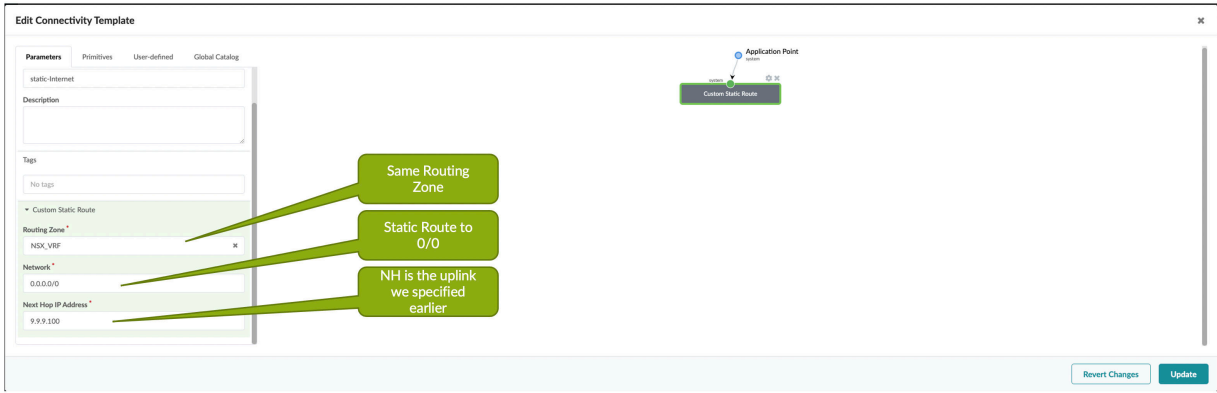 Edit Connectivity Template
Parameters Primitives User-defined Global Catalog
static-Internet
Description
Tags
No tags
Custom Static Route
Routing Zone *
NSX_VRF
Network *
0.0.0.0/0
Next Hop IP Address *
9.9.9.100
Same Routing
Zone
Static Route to
0/0
NH is the uplink
we specified
earlier
Application Point
system
system
Custom Static Route
Revert Changes Update